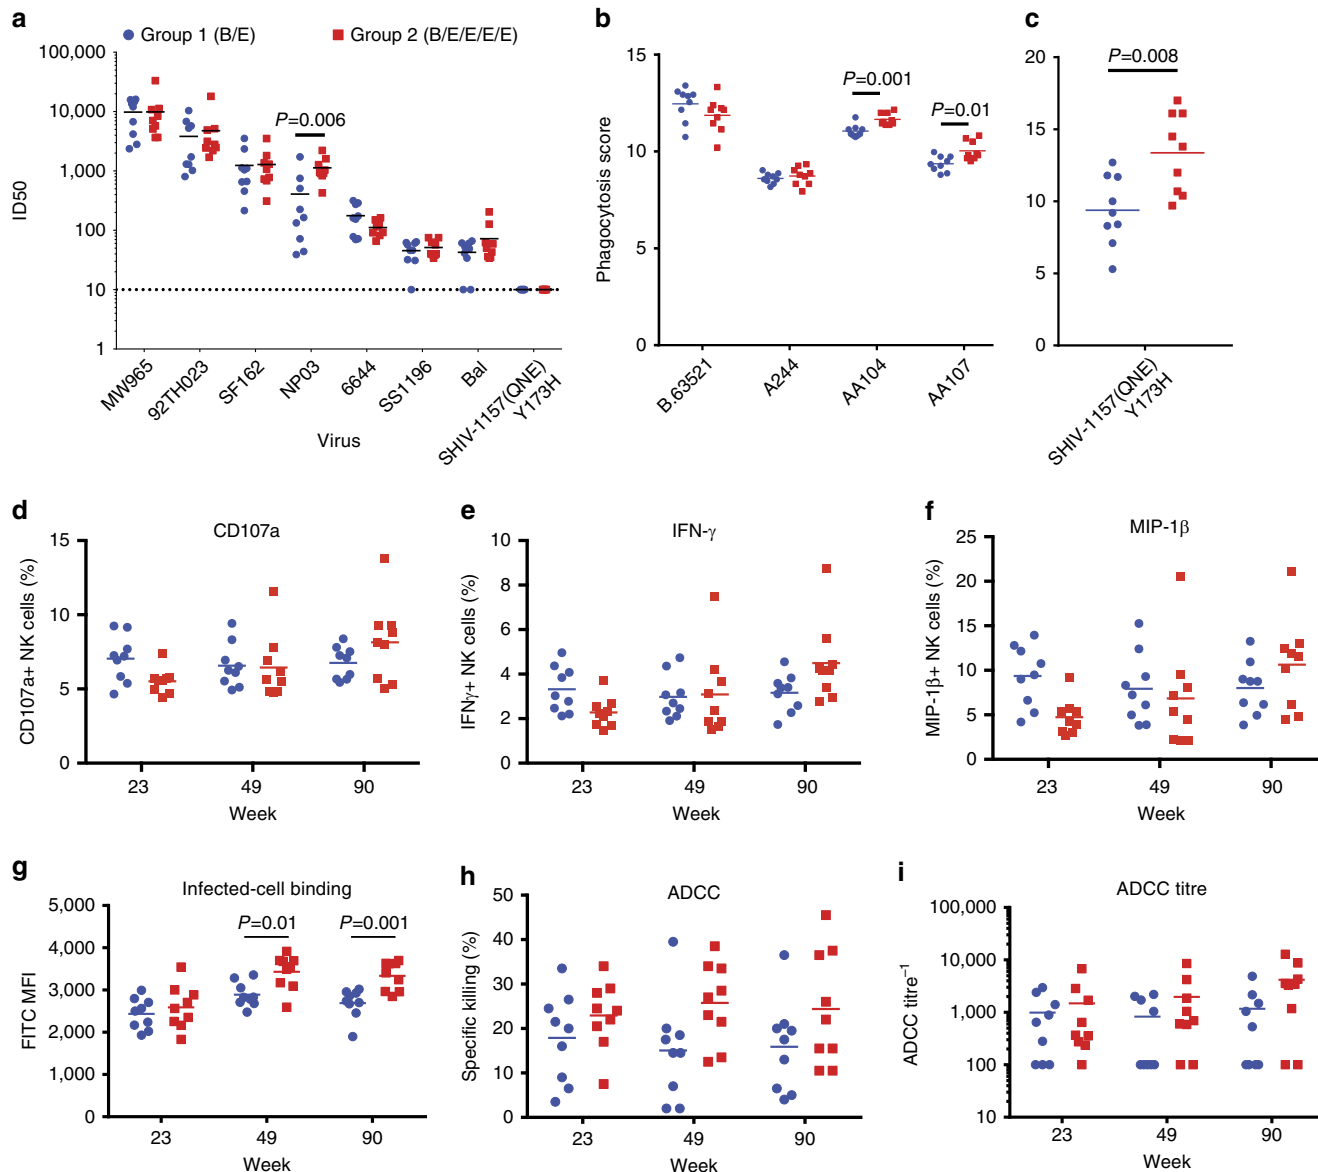 a
Group 1 (B/E)
Group 2 (B/E/E/E/E)
100,000
10,000
1,000
100
10
1
ID50
P=0.006
MW965
92TH023
SF162
NP03
6644
SS1196
Bal
SHIV-1157(QNE)
Y173H
Virus
b
15
10
5
0
Phagocytosis score
P=0.001
P=0.01
B.63521
A244
AA104
AA107
c
20
15
10
5
0
P=0.008
SHIV-1157(QNE)
Y173H
d
CD107a
15
10
5
0
CD107a+ NK cells (%)
23
49
90
Week
e
IFN-γ
10
8
6
4
2
0
IFNγ+ NK cells (%)
23
49
90
Week
f
MIP-1β
25
20
15
10
5
0
MIP-1β+ NK cells (%)
23
49
90
Week
g
Infected-cell binding
5,000
4,000
3,000
2,000
1,000
0
FITC MFI
P=0.01
P=0.001
23
49
90
Week
h
ADCC
50
40
30
20
10
0
Specific killing (%)
23
49
90
Week
i
ADCC titre
100,000
10,000
1,000
100
10
ADCC titre⁻¹
23
49
90
Week